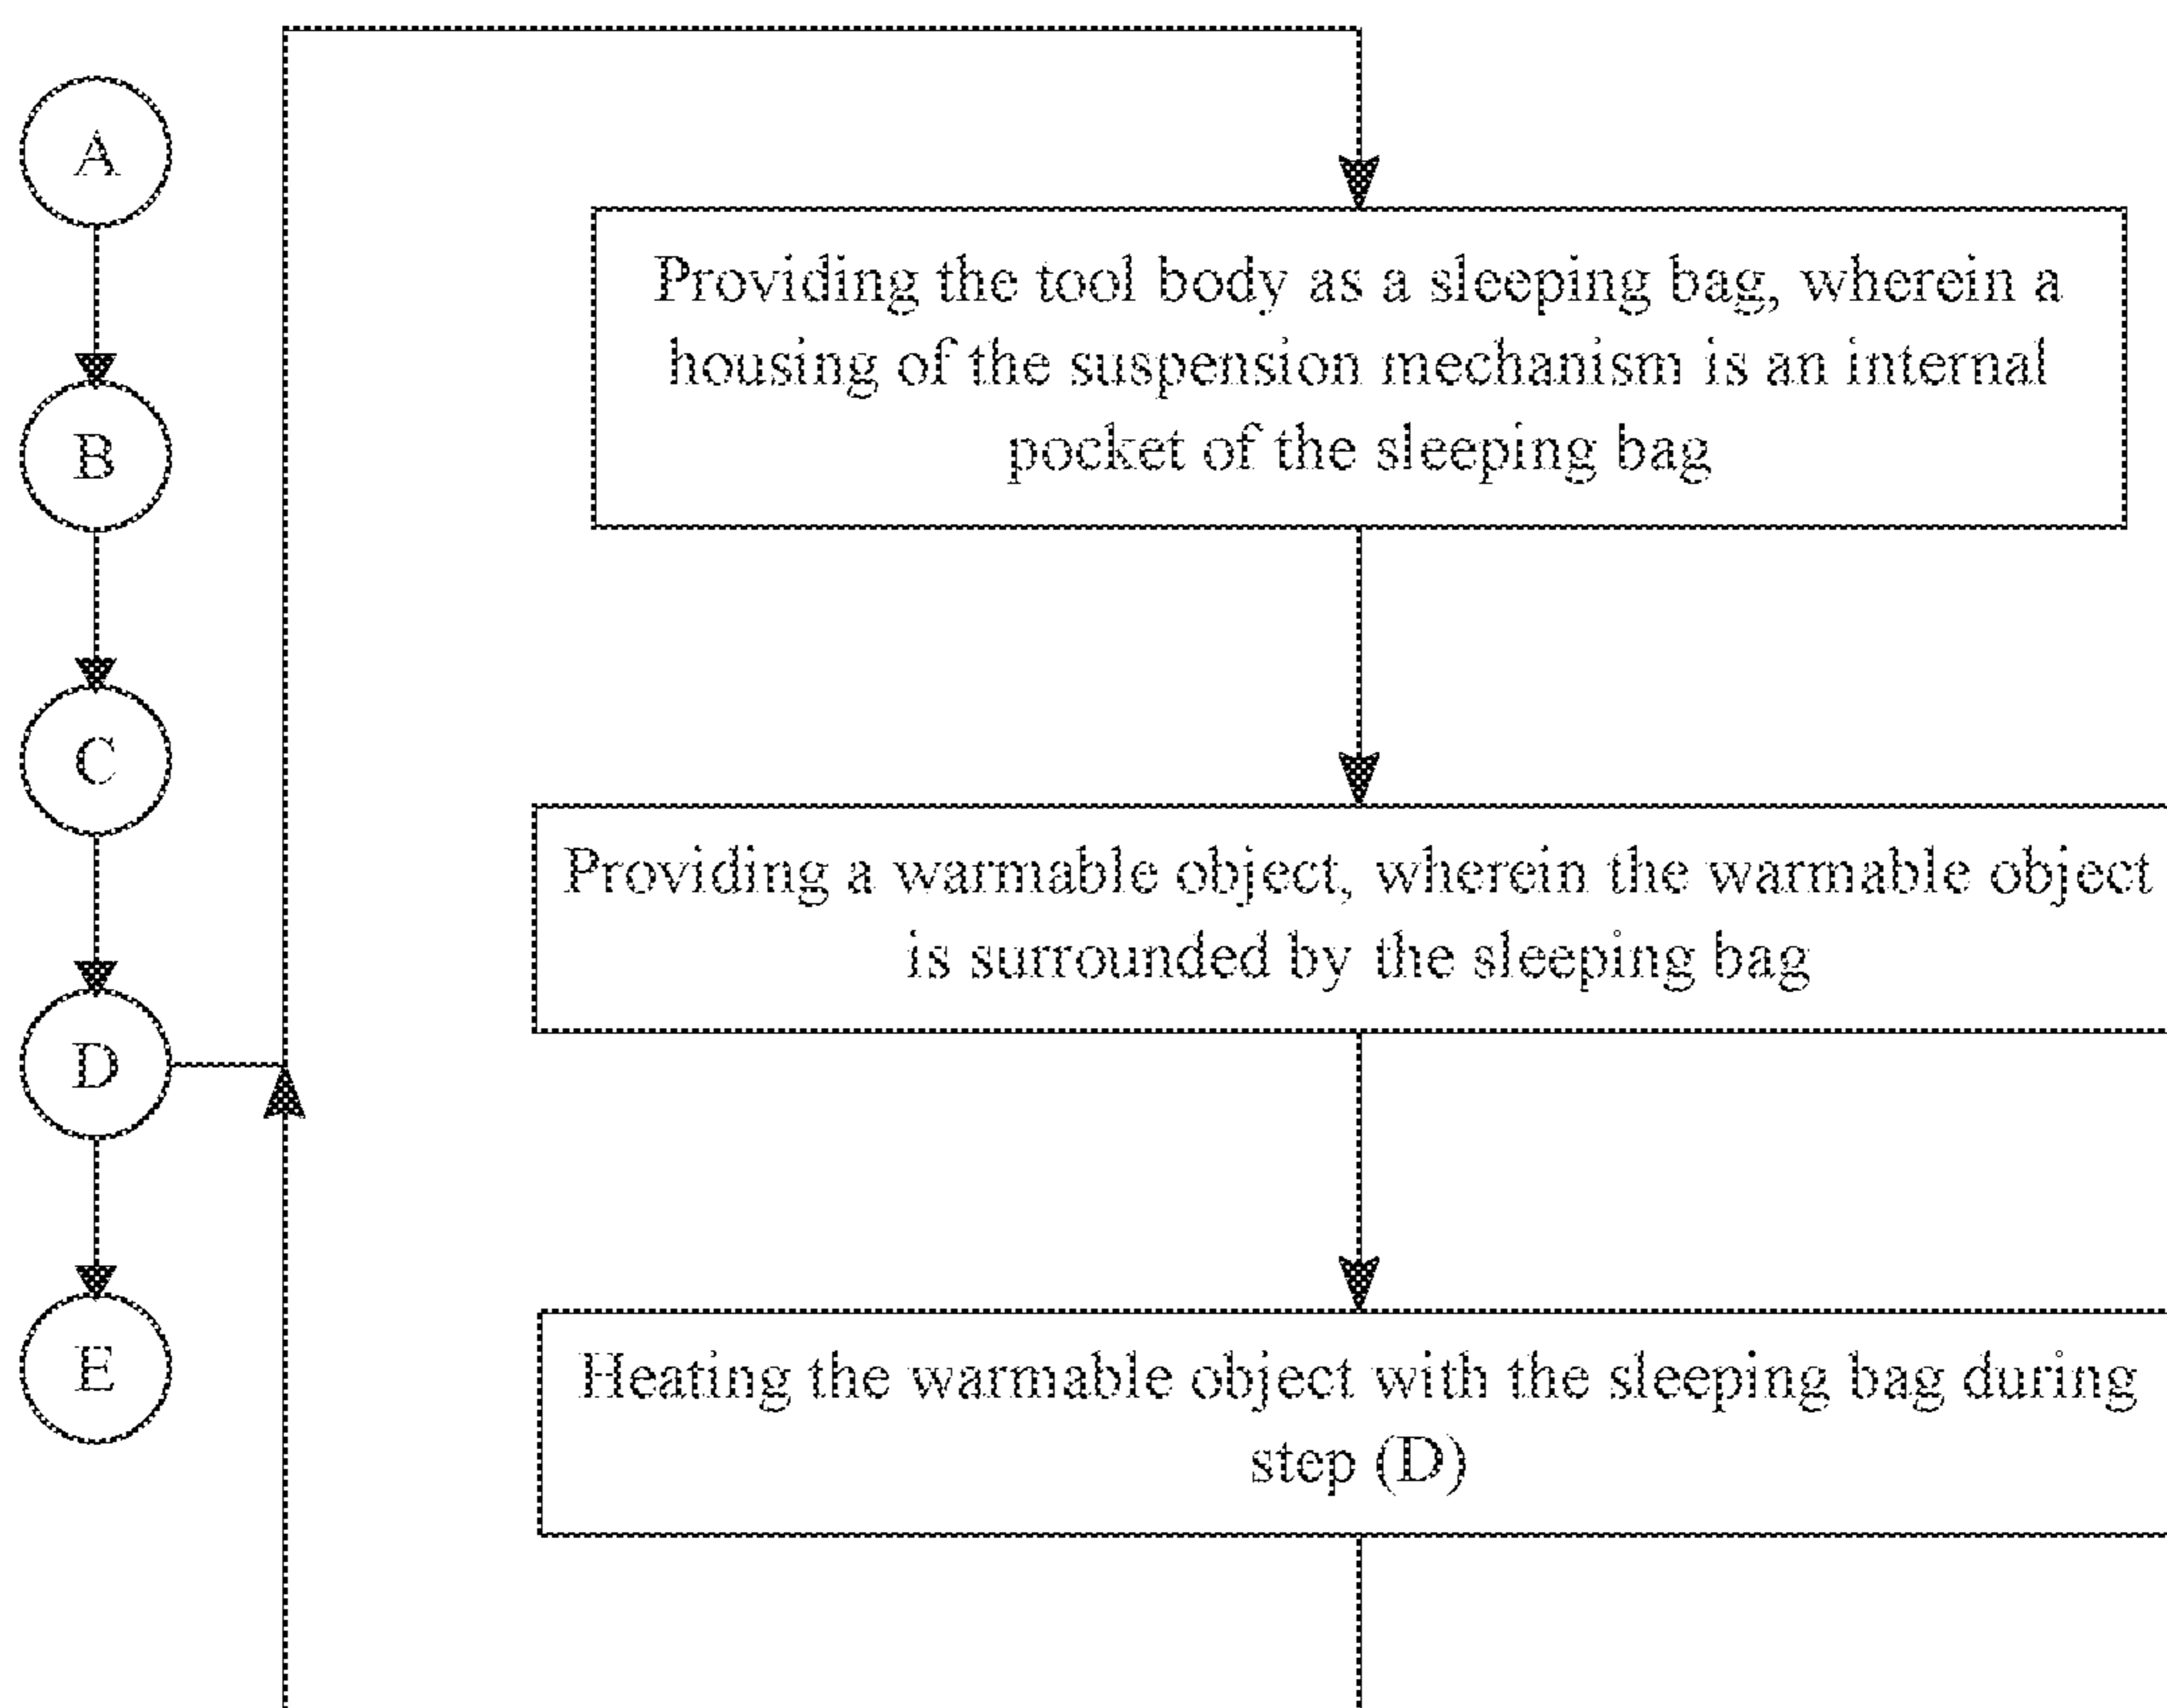 A
B
C
D
E
Providing the tool body as a sleeping bag, wherein a
housing of the suspension mechanism is an internal
pocket of the sleeping bag
Providing a warmable object, wherein the warmable object
is surrounded by the sleeping bag
Heating the warmable object with the sleeping bag during
step (D)